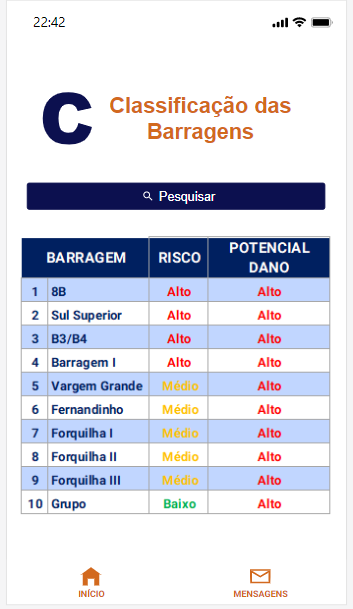 22:42
C
Classificação das
Barragens
Pesquisar
BARRAGEM RISCO POTENCIAL DANO
1 8B Alto Alto
2 Sul Superior Alto Alto
3 B3/B4 Alto Alto
4 Barragem I Alto Alto
5 Vargem Grande Médio Alto
6 Fernandinho Médio Alto
7 Forquilha I Médio Alto
8 Forquilha II Médio Alto
9 Forquilha III Médio Alto
10 Grupo Baixo Alto
INÍCIO MENSAGENS